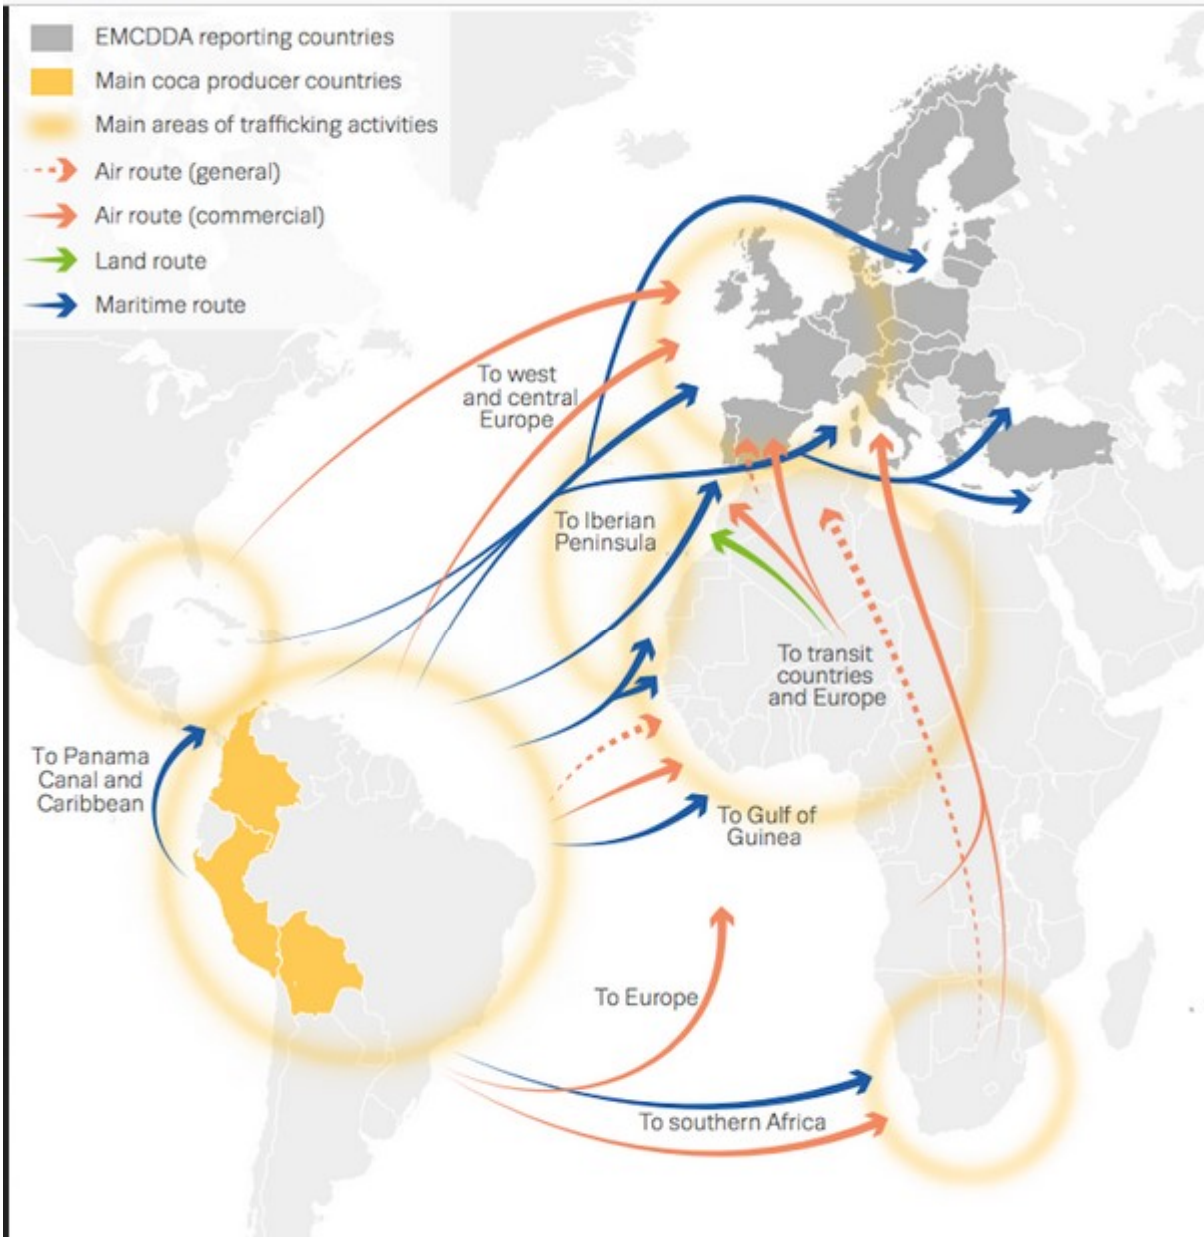 EMCDDA reporting countries
Main coca producer countries
Main areas of trafficking activities
Air route (general)
Air route (commercial)
Land route
Maritime route
To west
and central
Europe
To Iberian
Peninsula
To transit
countries
and Europe
To Panama
Canal and
Caribbean
To Gulf of
Guinea
To Europe
To southern Africa